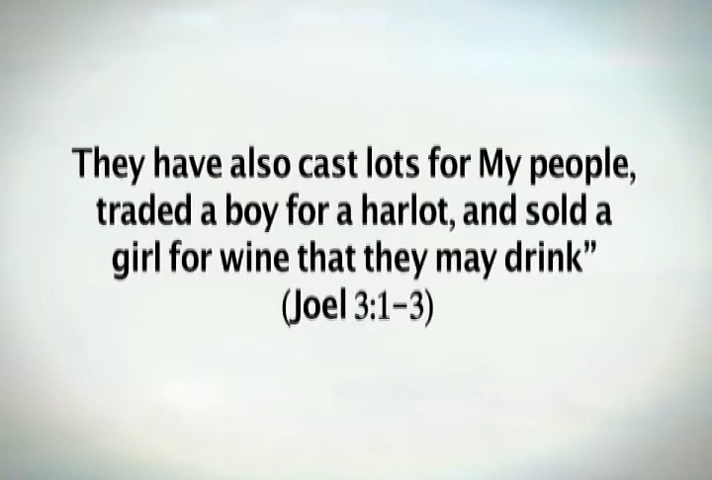 They have also cast lots for My people,
traded a boy for a harlot, and sold a
girl for wine that they may drink”
(Joel 3:1–3)